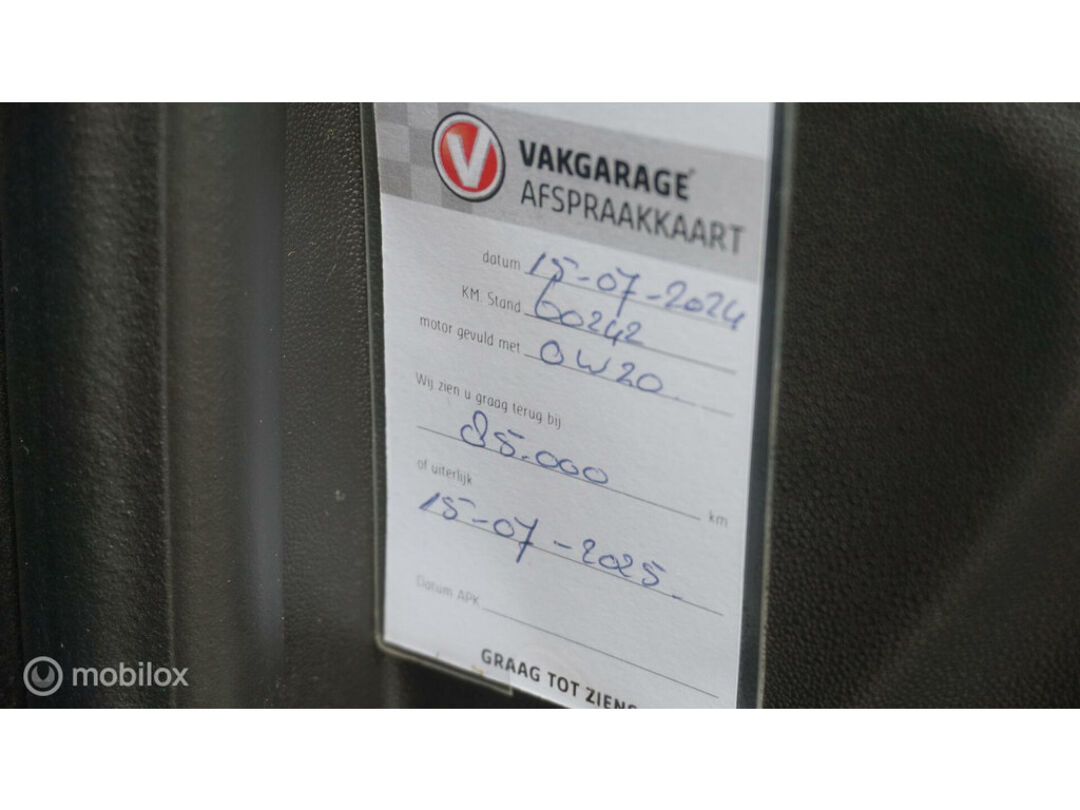 V
VAKGARAGE
AFSPRAAKKAART
datum 15-07-2024
KM. Stand 60242
motor gevuld met 0W20
Wij zien u graag terug bij
85.000 km
of uiterlijk
15-07-2025
Datum APK
GRAAG TOT ZIENS
mobilox